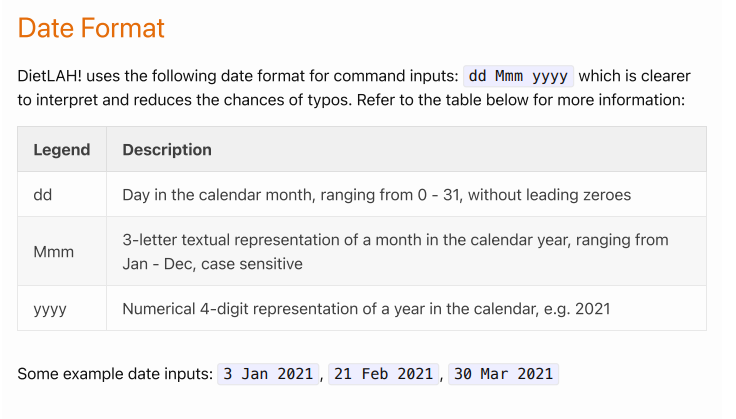 Date Format
DietLAH! uses the following date format for command inputs: dd Mmm yyyy which is clearer
to interpret and reduces the chances of typos. Refer to the table below for more information:
Legend Description
dd Day in the calendar month, ranging from 0 - 31, without leading zeroes
Mmm 3-letter textual representation of a month in the calendar year, ranging from
Jan - Dec, case sensitive
yyyy Numerical 4-digit representation of a year in the calendar, e.g. 2021
Some example date inputs: 3 Jan 2021, 21 Feb 2021, 30 Mar 2021